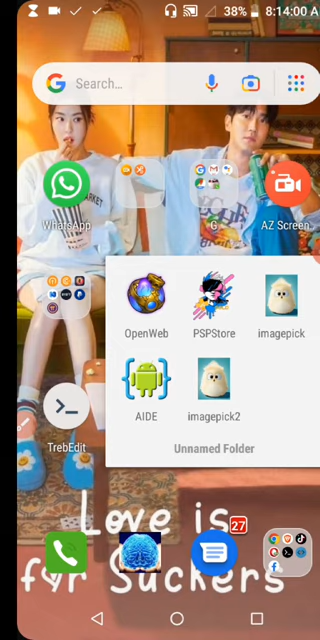 38% 8:14:00 A
G Search...
WhatsApp
G
AZ Screen
OpenWeb
PSPStore
imagepick
AIDE
imagepick2
Unnamed Folder
TrebEdit
Love is
27
for Suckers